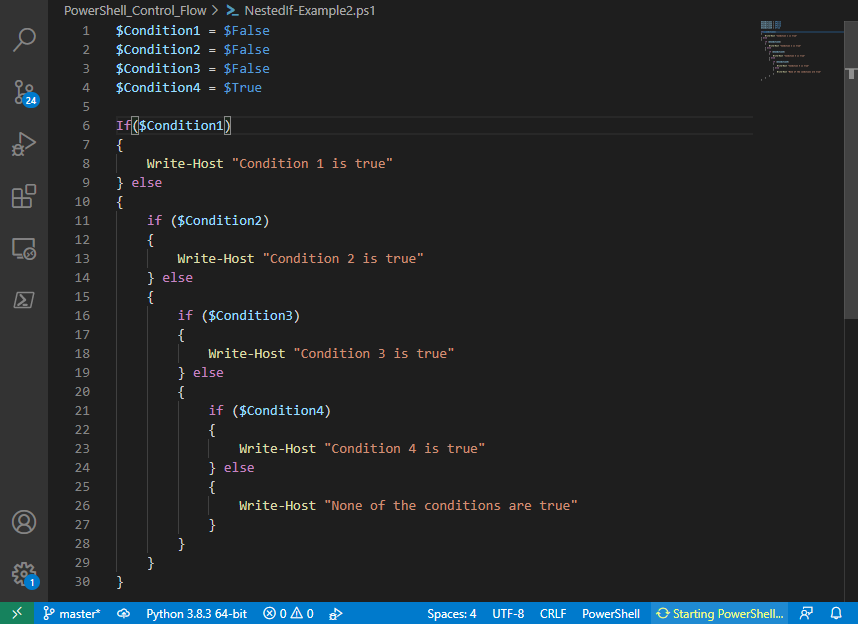 PowerShell_Control_Flow > NestedIf-Example2.ps1
1 $Condition1 = $False
2 $Condition2 = $False
3 $Condition3 = $False
4 $Condition4 = $True
5
6 If($Condition1)
7 {
8     Write-Host "Condition 1 is true"
9 } else
10 {
11     if ($Condition2)
12     {
13         Write-Host "Condition 2 is true"
14     } else
15     {
16         if ($Condition3)
17         {
18             Write-Host "Condition 3 is true"
19         } else
20         {
21             if ($Condition4)
22             {
23                 Write-Host "Condition 4 is true"
24             } else
25             {
26                 Write-Host "None of the conditions are true"
27             }
28         }
29     }
30 }
24
1
master* Python 3.8.3 64-bit 0 0 Spaces: 4 UTF-8 CRLF PowerShell Starting PowerShell...